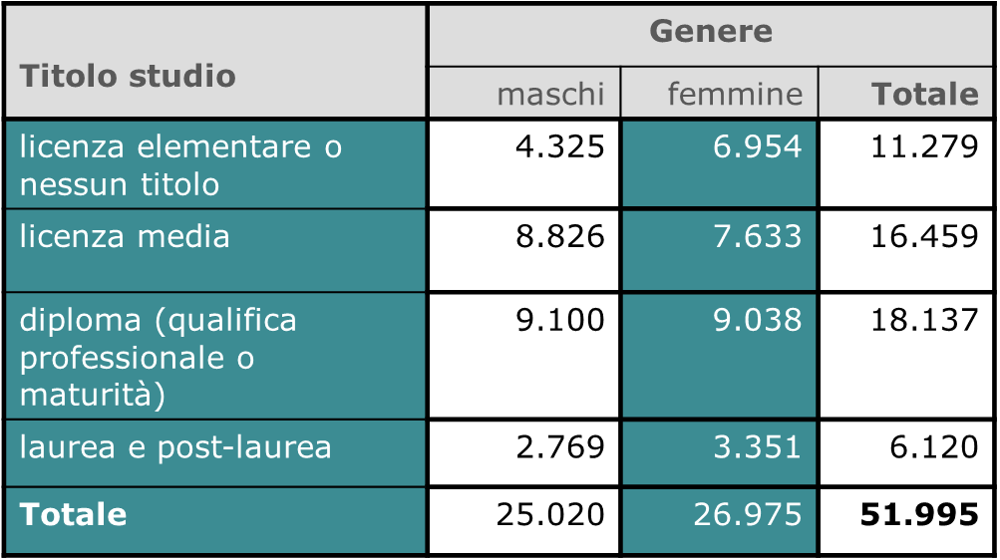 Titolo studio
Genere
maschi femmine Totale
licenza elementare o 4.325 6.954 11.279
nessun titolo
licenza media 8.826 7.633 16.459
diploma (qualifica 9.100 9.038 18.137
professionale o
maturità)
laurea e post-laurea 2.769 3.351 6.120
Totale 25.020 26.975 51.995